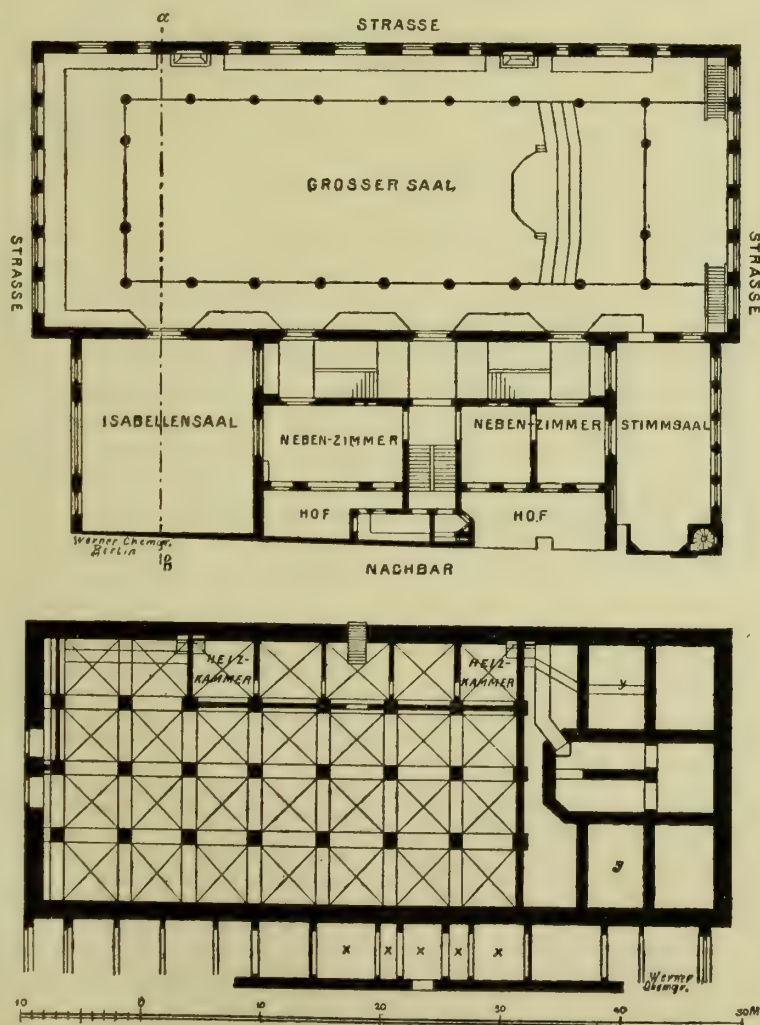 STRASSE
a
GROSSER SAAL
STRASSE
STRASSE
ISABELLENSAAL
NEBEN-ZIMMER
NEBEN-ZIMMER
STIMMSAAL
HOF
HOF
Werner Chemgr.
Berlin
B
NACHBAR
HEIZ-
KAMMER
HEIZ-
KAMMER
y
3
x x x x x
Werner
Chemgr.
10 0 10 20 30 40 50M